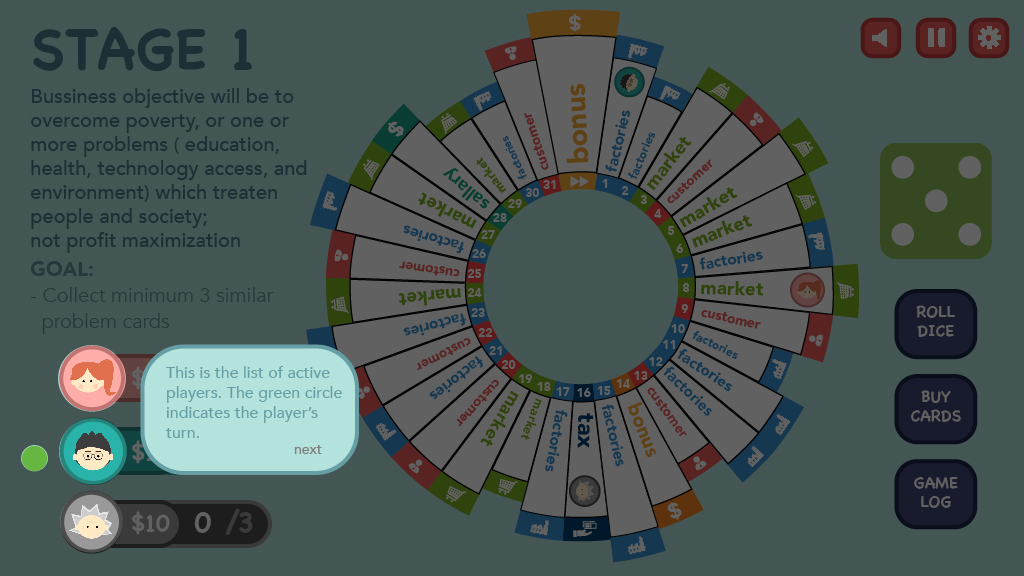 STAGE 1
Bussiness objective will be to
overcome poverty, or one or
more problems ( education,
health, technology access, and
environment) which treaten
people and society;
not profit maximization
GOAL:
- Collect minimum 3 similar
problem cards
This is the list of active
players. The green circle
indicates the player's
turn.
next
$10 0 /3
$
bonus
factories
factories
market
customer
market
market
factories
market
customer
factories
factories
factories
customer
bonus
factories
tax
factories
market
market
customer
factories
customer
factories
market
customer
factories
market
sallery
market
factories
customer
1
2
3
4
5
6
7
8
9
10
11
12
13
14
15
16
17
18
19
20
21
22
23
24
25
26
27
28
29
30
31
$
$
ROLL
DICE
BUY
CARDS
GAME
LOG